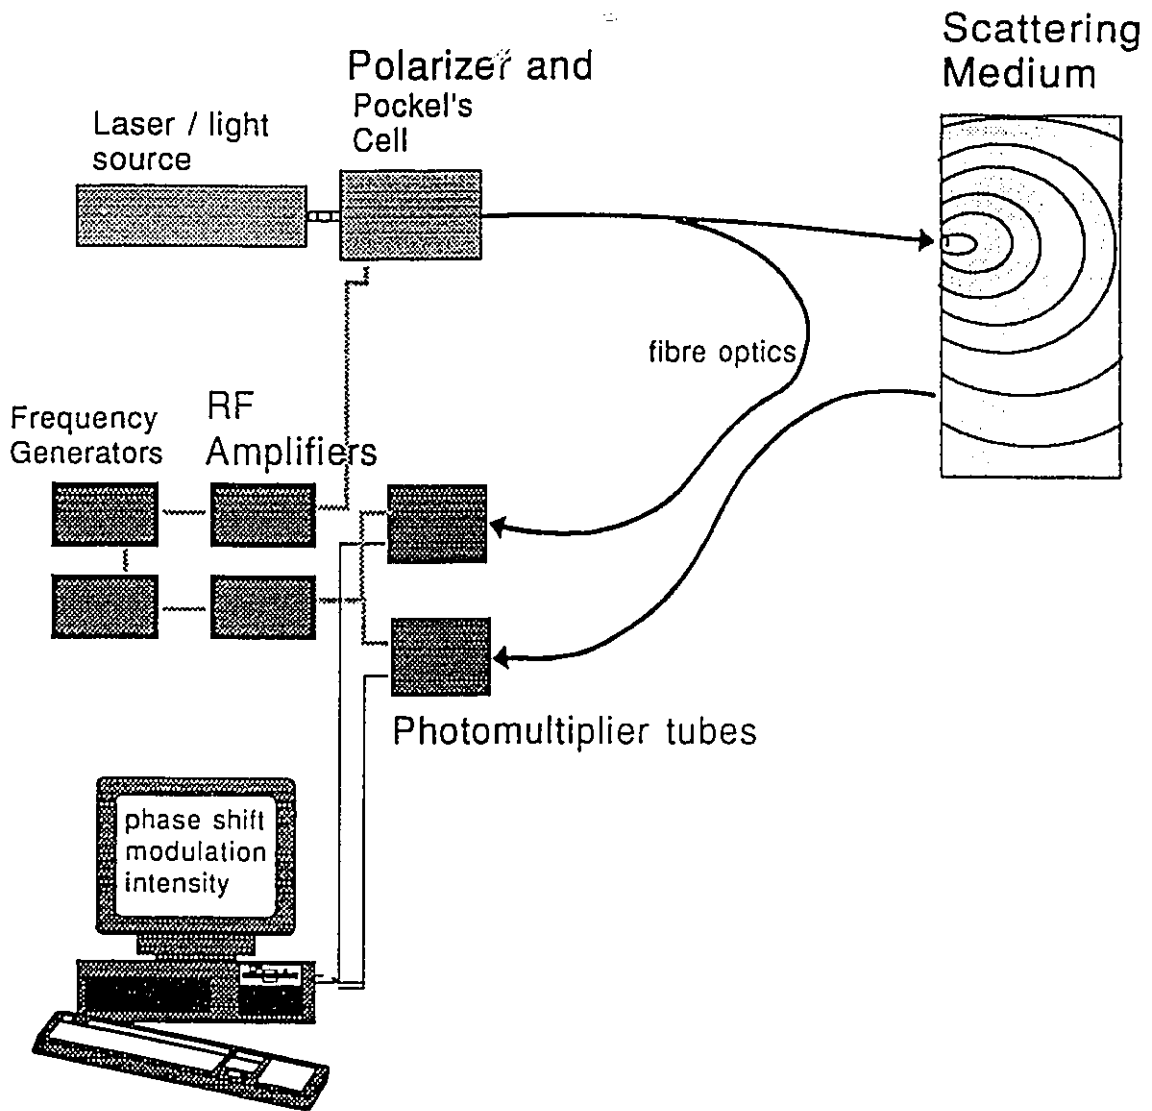 Scattering
Medium
Polarizer and
Pockel's
Cell
Laser / light
source
fibre optics
Frequency
Generators
RF
Amplifiers
Photomultiplier tubes
phase shift
modulation
intensity